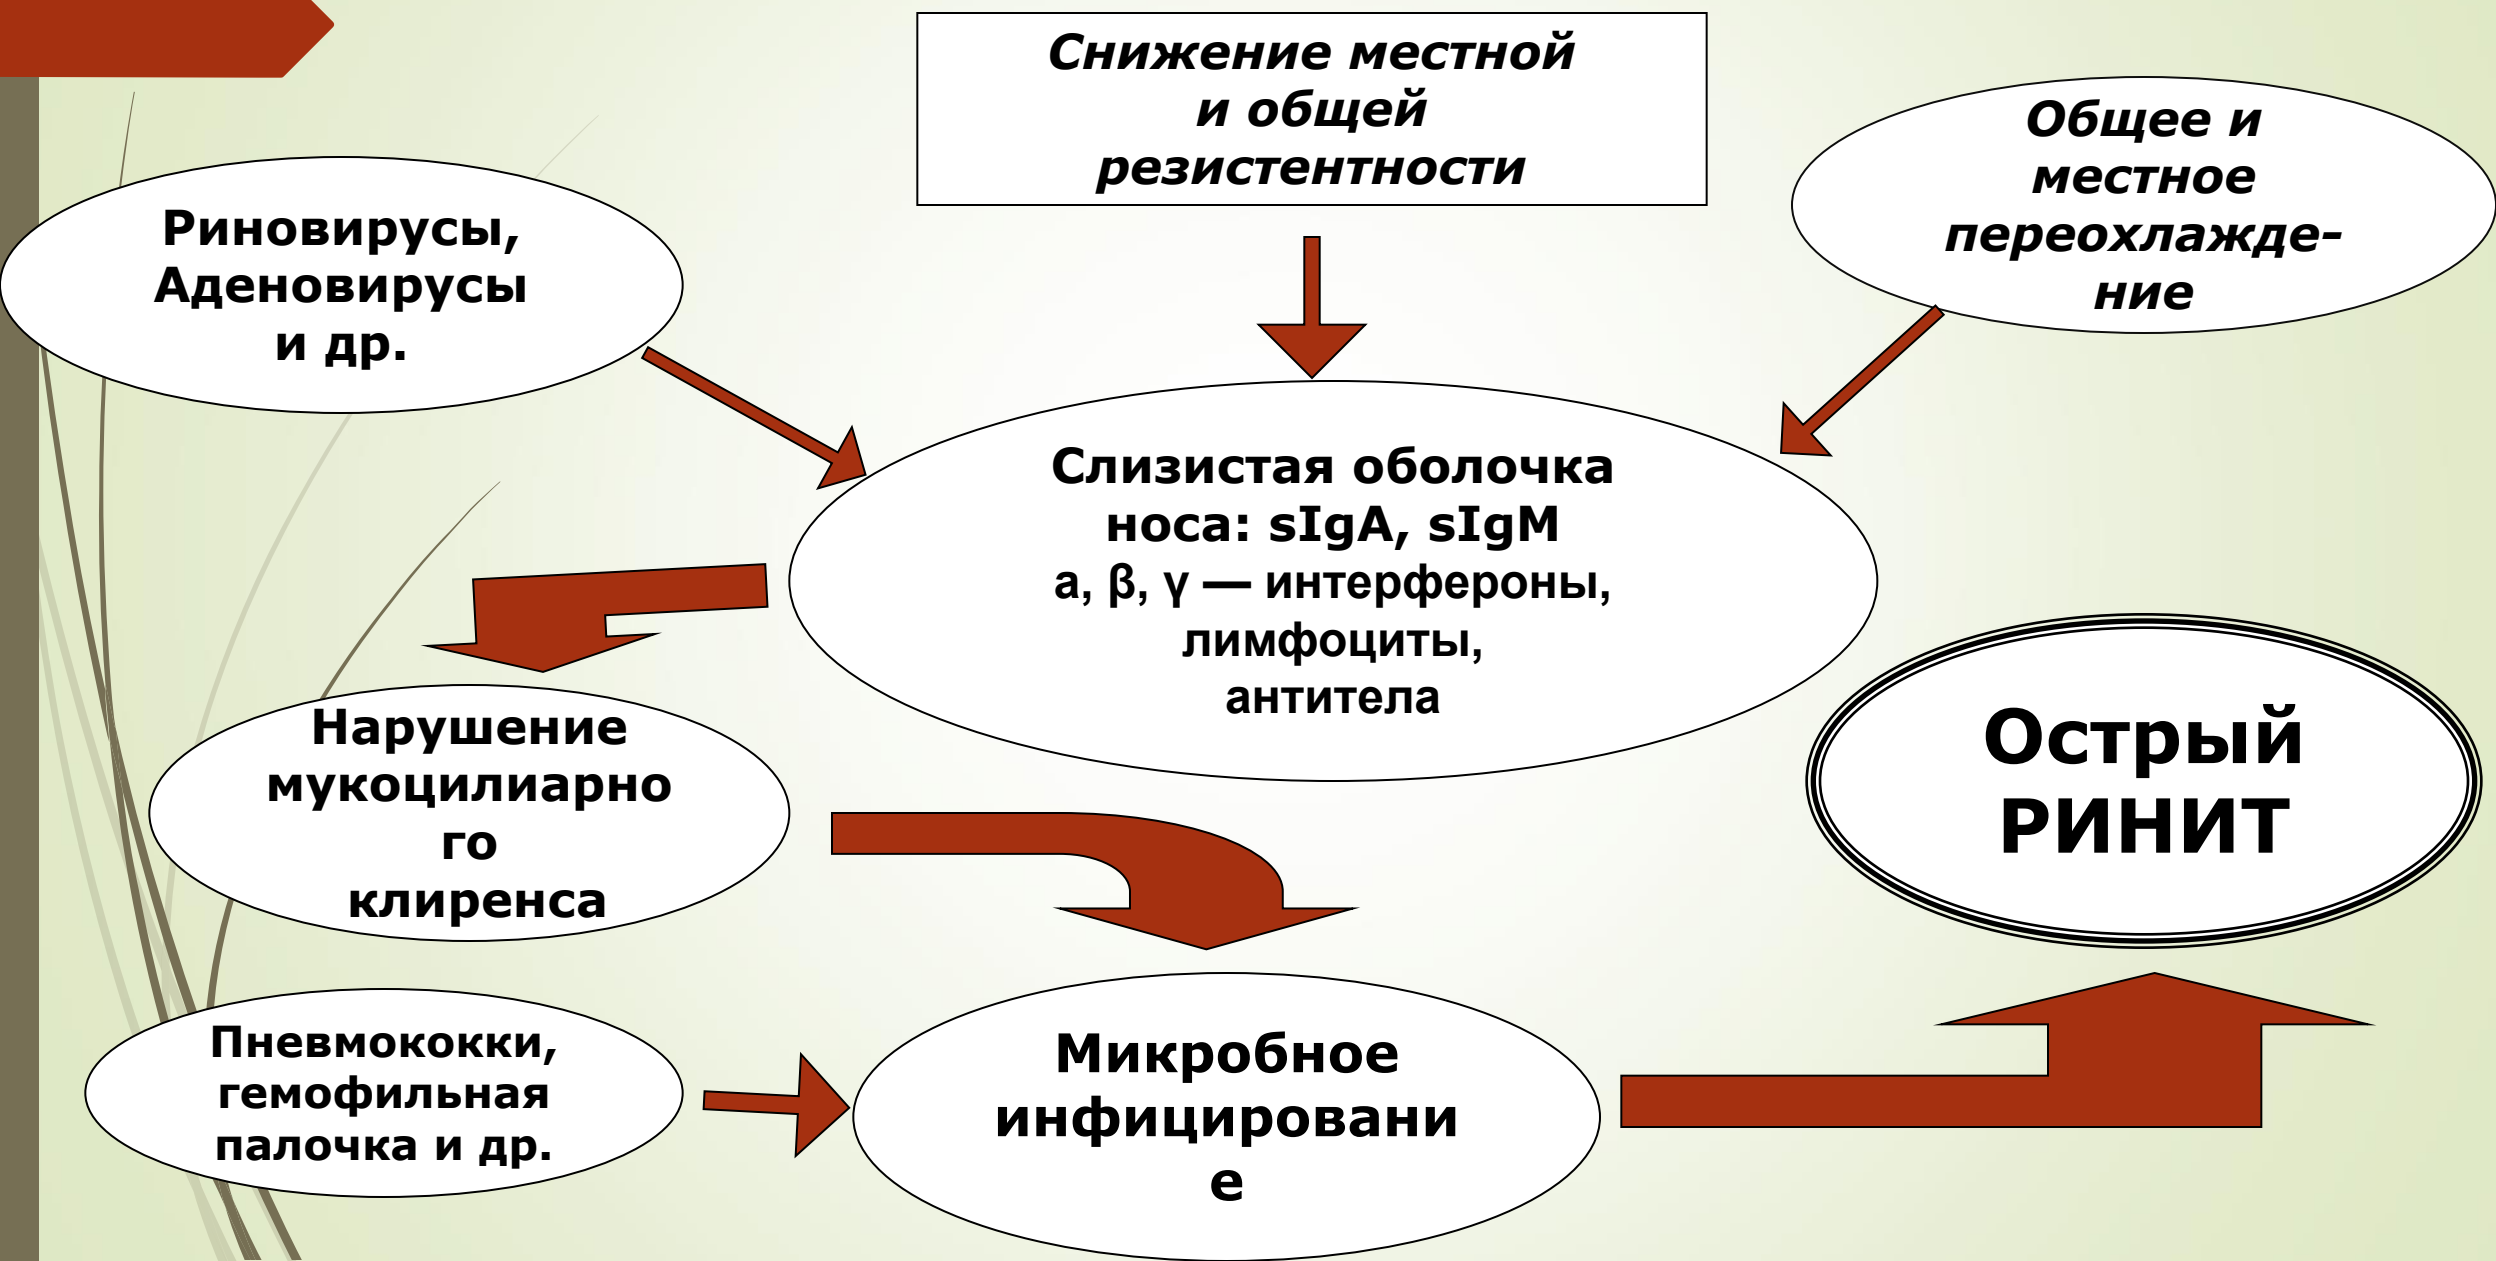 Снижение местной
и общей
резистентности
Общее и
местное
переохлажде-
ние
Риновирусы,
Аденовирусы
и др.
Слизистая оболочка
носа: sIgA, sIgM
а, β, γ — интерфероны,
лимфоциты,
антитела
Нарушение
мукоцилиарно
го
клиренса
Острый
РИНИТ
Пневмококки,
гемофильная
палочка и др.
Микробное
инфицировани
е